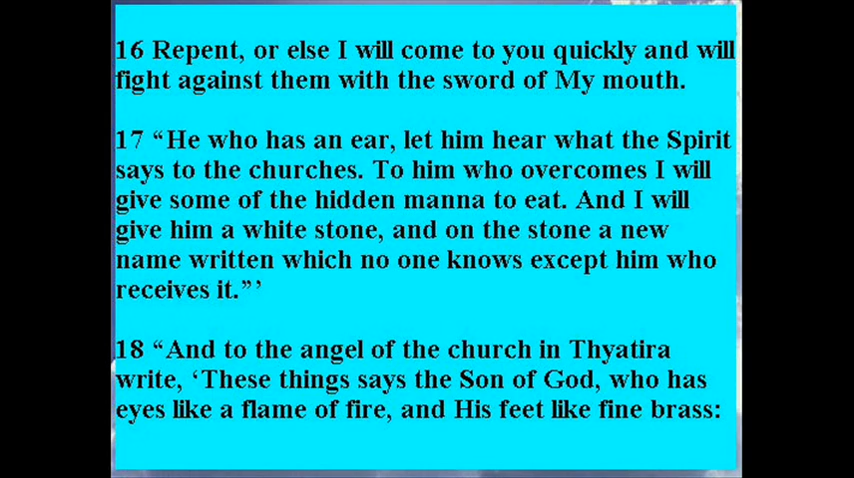 16 Repent, or else I will come to you quickly and will
fight against them with the sword of My mouth.
17 “He who has an ear, let him hear what the Spirit
says to the churches. To him who overcomes I will
give some of the hidden manna to eat. And I will
give him a white stone, and on the stone a new
name written which no one knows except him who
receives it.”’
18 “And to the angel of the church in Thyatira
write, ‘These things says the Son of God, who has
eyes like a flame of fire, and His feet like fine brass: